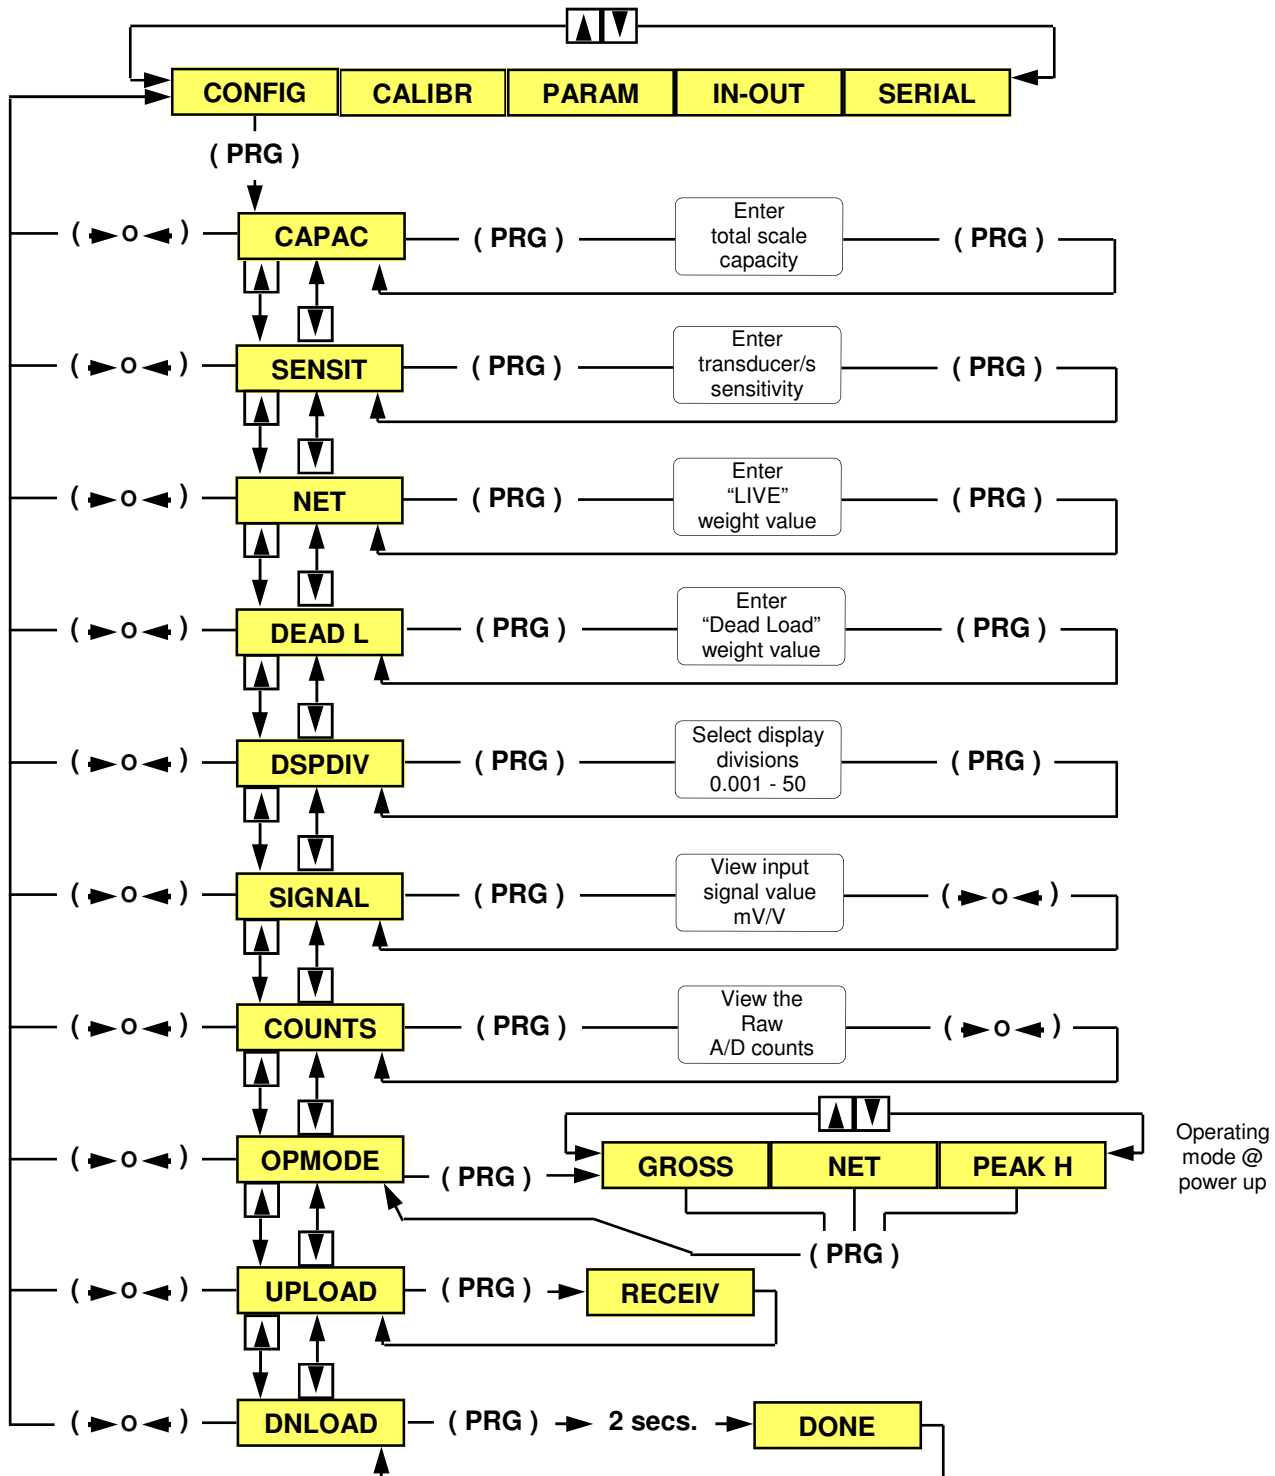 CONFIG CALIBR PARAM IN-OUT SERIAL
( PRG )
( o ) CAPAC ( PRG ) Enter ( PRG )
total scale
capacity
( o ) SENSIT ( PRG ) Enter ( PRG )
transducer/s
sensitivity
( o ) NET ( PRG ) Enter ( PRG )
“LIVE”
weight value
( o ) DEAD L ( PRG ) Enter ( PRG )
“Dead Load”
weight value
( o ) DSPDIV ( PRG ) Select display ( PRG )
divisions
0.001 - 50
( o ) SIGNAL ( PRG ) View input ( o )
signal value
mV/V
( o ) COUNTS ( PRG ) View the ( o )
Raw
A/D counts
( o ) OPMODE ( PRG ) GROSS NET PEAK H
Operating
mode @
power up
( PRG )
( o ) UPLOAD ( PRG ) RECEIV
( o ) DNLOAD ( PRG ) 2 secs. DONE